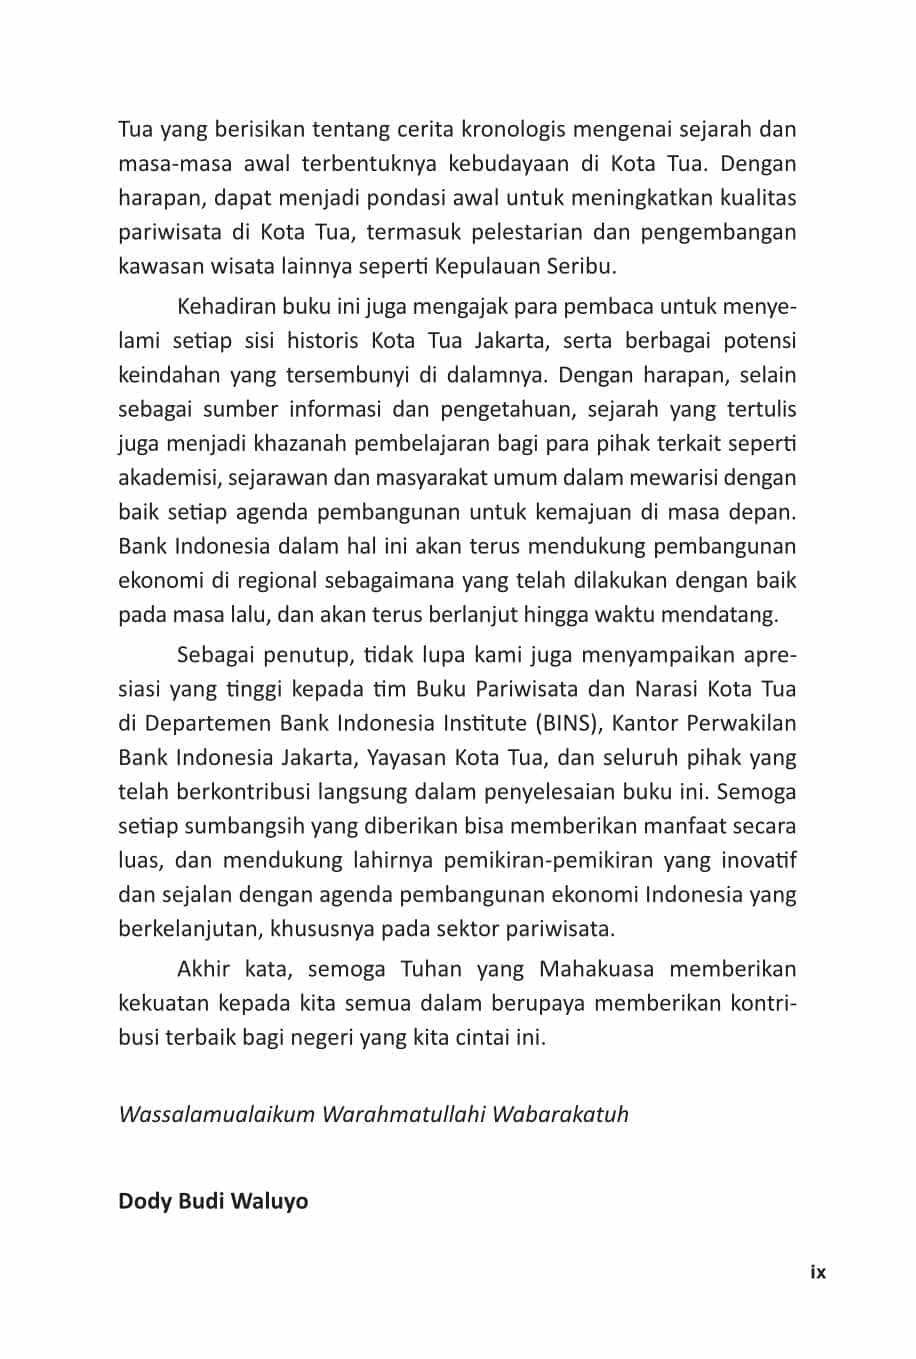 Tua yang berisikan tentang cerita kronologis mengenai sejarah dan
masa-masa awal terbentuknya kebudayaan di Kota Tua. Dengan
harapan, dapat menjadi pondasi awal untuk meningkatkan kualitas
pariwisata di Kota Tua, termasuk pelestarian dan pengembangan
kawasan wisata lainnya seperti Kepulauan Seribu.
Kehadiran buku ini juga mengajak para pembaca untuk menye-
lami setiap sisi historis Kota Tua Jakarta, serta berbagai potensi
keindahan yang tersembunyi di dalamnya. Dengan harapan, selain
sebagai sumber informasi dan pengetahuan, sejarah yang tertulis
juga menjadi khazanah pembelajaran bagi para pihak terkait seperti
akademisi, sejarawan dan masyarakat umum dalam mewarisi dengan
baik setiap agenda pembangunan untuk kemajuan di masa depan.
Bank Indonesia dalam hal ini akan terus mendukung pembangunan
ekonomi di regional sebagaimana yang telah dilakukan dengan baik
pada masa lalu, dan akan terus berlanjut hingga waktu mendatang.
Sebagai penutup, tidak lupa kami juga menyampaikan apre-
siasi yang tinggi kepada tim Buku Pariwisata dan Narasi Kota Tua
di Departemen Bank Indonesia Institute (BINS), Kantor Perwakilan
Bank Indonesia Jakarta, Yayasan Kota Tua, dan seluruh pihak yang
telah berkontribusi langsung dalam penyelesaian buku ini. Semoga
setiap sumbangsih yang diberikan bisa memberikan manfaat secara
luas, dan mendukung lahirnya pemikiran-pemikiran yang inovatif
dan sejalan dengan agenda pembangunan ekonomi Indonesia yang
berkelanjutan, khususnya pada sektor pariwisata.
Akhir kata, semoga Tuhan yang Mahakuasa memberikan
kekuatan kepada kita semua dalam berupaya memberikan kontri-
busi terbaik bagi negeri yang kita cintai ini.
Wassalamualaikum Warahmatullahi Wabarakatuh
Dody Budi Waluyo
ix